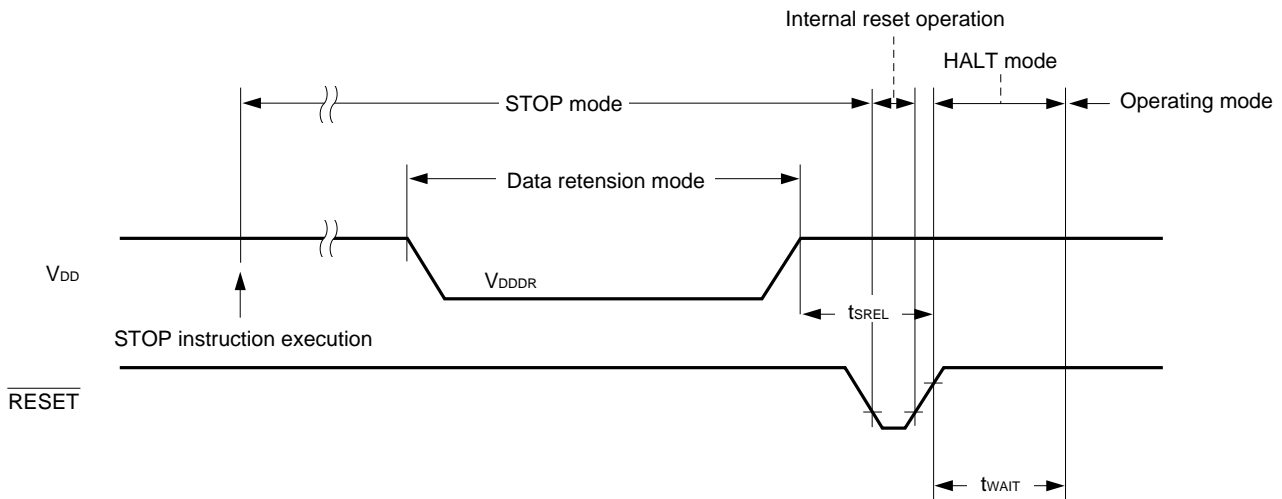 Internal reset operation
HALT mode
STOP mode
Operating mode
Data retension mode
VDD
VDDDR
tSREL
STOP instruction execution
RESET
tWAIT